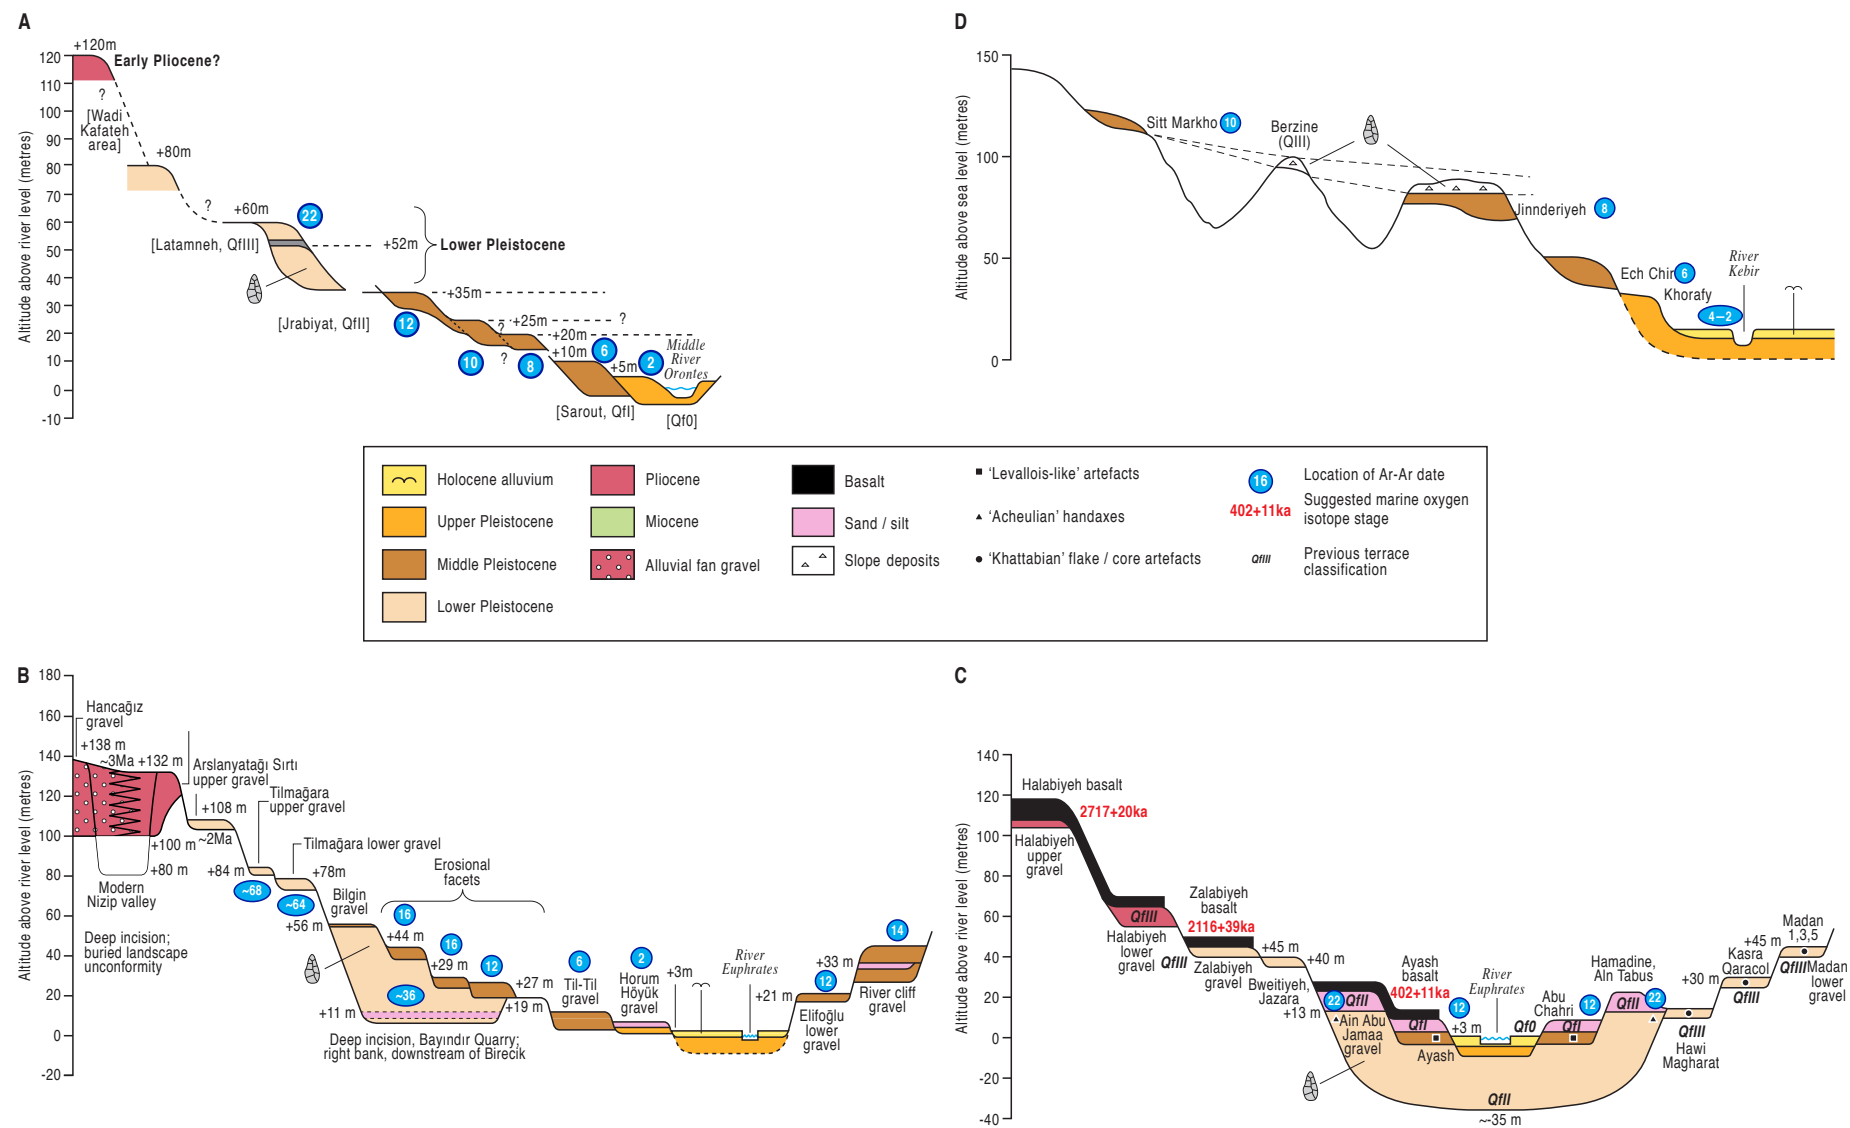 A
Altitude above river level (metres)
120
110
100
90
80
70
60
50
40
30
20
10
0
-10
+120m
Early Pliocene?
?
[Wadi
Kafateh
area]
+80m
?
+60m
22
[Latamneh, QfIII]
+52m
Lower Pleistocene
+35m
[Jrabiyat, QfII]
12
+25m
?
?
+20m
10
?
8
+10m
6
+5m
2
Middle
River
Orontes
[Sarout, QfI]
[Qf0]
D
Altitude above sea level (metres)
150
100
50
0
Sitt Markho
10
Berzine
(QIII)
Jinnderiyeh
8
Ech Chir
6
Khorafy
4–2
River
Kebir
Holocene alluvium
Upper Pleistocene
Middle Pleistocene
Lower Pleistocene
Pliocene
Miocene
Alluvial fan gravel
Basalt
Sand / silt
Slope deposits
'Levallois-like' artefacts
'Acheulian' handaxes
'Khattabian' flake / core artefacts
16
Location of Ar-Ar date
402+11ka
Suggested marine oxygen
isotope stage
QfIII
Previous terrace
classification
B
Altitude above river level (metres)
180
160
140
120
100
80
60
40
20
0
-20
Hancağız
gravel
+138 m
~3Ma
+132 m
Arslanyatağı Sırtı
upper gravel
+108 m
~2Ma
+100 m
+80 m
Modern
Nizip valley
Deep incision;
buried landscape
unconformity
Tilmağara
upper gravel
+84 m
~68
Tilmağara lower gravel
+78m
~64
Bilgin
gravel
+56 m
Erosional
facets
16
+44 m
16
+29 m
12
+27 m
+19 m
~36
+11 m
Deep incision, Bayındır Quarry;
right bank, downstream of Birecik
6
Til-Til
gravel
2
Horum
Höyük
gravel
+3m
River
Euphrates
+21 m
12
Elifoğlu
lower
gravel
+33 m
14
River cliff
gravel
C
Altitude above river level (metres)
140
120
100
80
60
40
20
0
-20
-40
Halabiyeh basalt
2717+20ka
Halabiyeh
upper
gravel
QfIII
Halabiyeh
lower
gravel
QfIII
Zalabiyeh
basalt
2116+39ka
Zalabiyeh
gravel
+45 m
Bweitiyeh,
Jazara
+40 m
+13 m
22
QfII
Ain Abu
Jamaa
gravel
Ayash
basalt
402+11ka
QfI
Ayash
12
+3 m
River
Euphrates
Qf0
Abu
Chahri
QfI
12
Hamadine,
Aln Tabus
QfII
22
QfII
~-35 m
QfIII
Hawi
Magharat
+30 m
Kasra
Qaracol
QfIII
+45 m
Madan
1,3,5
QfIII
Madan
lower
gravel